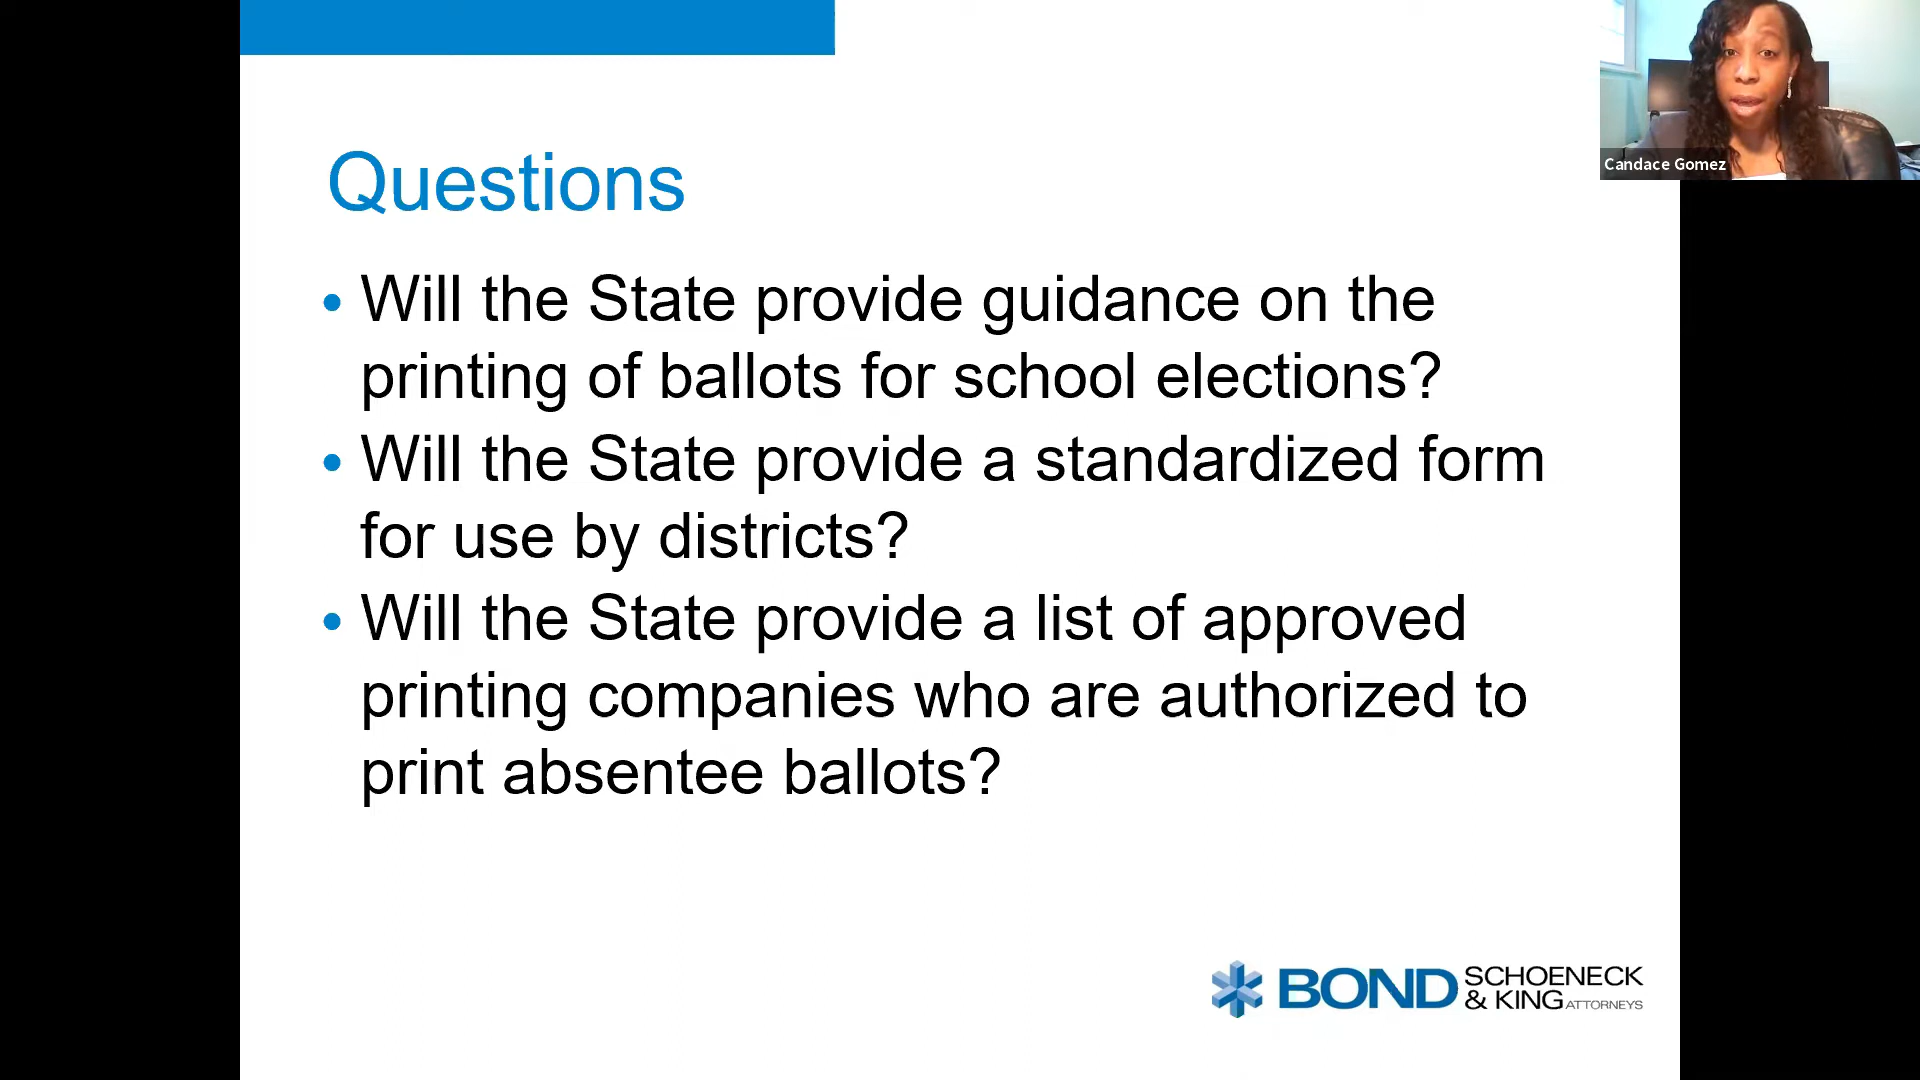 Candace Gomez
Questions
• Will the State provide guidance on the
printing of ballots for school elections?
• Will the State provide a standardized form
for use by districts?
• Will the State provide a list of approved
printing companies who are authorized to
print absentee ballots?
BOND SCHOENECK
& KING ATTORNEYS